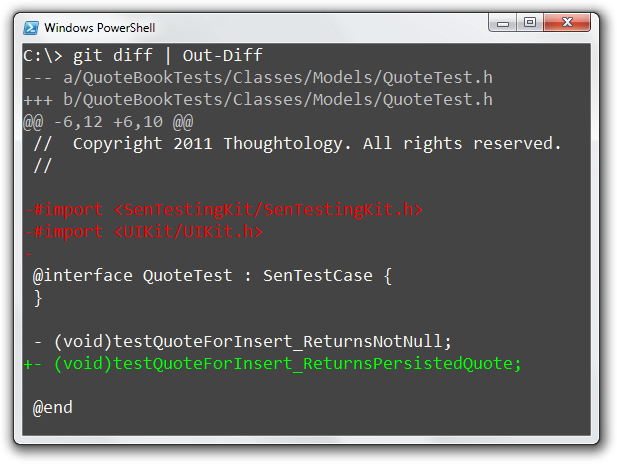 Windows PowerShell
C:\> git diff | Out-Diff
--- a/QuoteBookTests/Classes/Models/QuoteTest.h
+++ b/QuoteBookTests/Classes/Models/QuoteTest.h
@@ -6,12 +6,10 @@
 //  Copyright 2011 Thoughtology. All rights reserved.
 //
-#import <SenTestingKit/SenTestingKit.h>
-#import <UIKit/UIKit.h>
-
 @interface QuoteTest : SenTestCase {
 }
 - (void)testQuoteForInsert_ReturnsNotNull;
+- (void)testQuoteForInsert_ReturnsPersistedQuote;
 @end